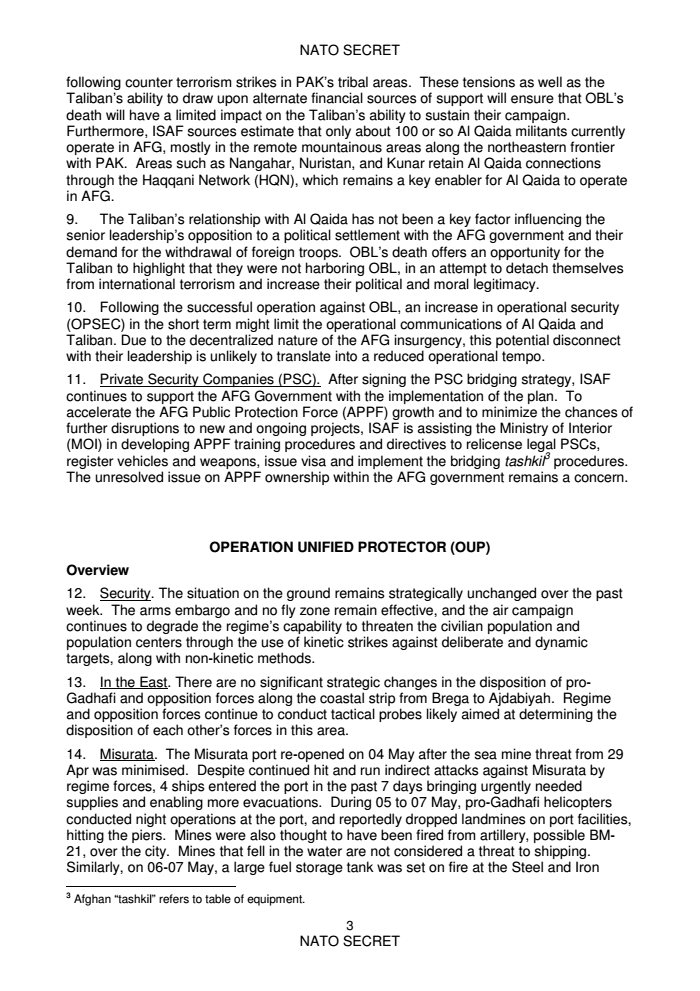 NATO SECRET
following counter terrorism strikes in PAK's tribal areas.  These tensions as well as the
Taliban's ability to draw upon alternate financial sources of support will ensure that OBL's
death will have a limited impact on the Taliban's ability to sustain their campaign.
Furthermore, ISAF sources estimate that only about 100 or so Al Qaida militants currently
operate in AFG, mostly in the remote mountainous areas along the northeastern frontier
with PAK.  Areas such as Nangahar, Nuristan, and Kunar retain Al Qaida connections
through the Haqqani Network (HQN), which remains a key enabler for Al Qaida to operate
in AFG.
9. The Taliban's relationship with Al Qaida has not been a key factor influencing the
senior leadership's opposition to a political settlement with the AFG government and their
demand for the withdrawal of foreign troops.  OBL's death offers an opportunity for the
Taliban to highlight that they were not harboring OBL, in an attempt to detach themselves
from international terrorism and increase their political and moral legitimacy.
10. Following the successful operation against OBL, an increase in operational security
(OPSEC) in the short term might limit the operational communications of Al Qaida and
Taliban. Due to the decentralized nature of the AFG insurgency, this potential disconnect
with their leadership is unlikely to translate into a reduced operational tempo.
11. Private Security Companies (PSC).  After signing the PSC bridging strategy, ISAF
continues to support the AFG Government with the implementation of the plan.  To
accelerate the AFG Public Protection Force (APPF) growth and to minimize the chances of
further disruptions to new and ongoing projects, ISAF is assisting the Ministry of Interior
(MOI) in developing APPF training procedures and directives to relicense legal PSCs,
register vehicles and weapons, issue visa and implement the bridging tashkil3 procedures.
The unresolved issue on APPF ownership within the AFG government remains a concern.
OPERATION UNIFIED PROTECTOR (OUP)
Overview
12. Security. The situation on the ground remains strategically unchanged over the past
week.  The arms embargo and no fly zone remain effective, and the air campaign
continues to degrade the regime's capability to threaten the civilian population and
population centers through the use of kinetic strikes against deliberate and dynamic
targets, along with non-kinetic methods.
13. In the East. There are no significant strategic changes in the disposition of pro-
Gadhafi and opposition forces along the coastal strip from Brega to Ajdabiyah.  Regime
and opposition forces continue to conduct tactical probes likely aimed at determining the
disposition of each other's forces in this area.
14. Misurata.  The Misurata port re-opened on 04 May after the sea mine threat from 29
Apr was minimised.  Despite continued hit and run indirect attacks against Misurata by
regime forces, 4 ships entered the port in the past 7 days bringing urgently needed
supplies and enabling more evacuations.  During 05 to 07 May, pro-Gadhafi helicopters
conducted night operations at the port, and reportedly dropped landmines on port facilities,
hitting the piers.  Mines were also thought to have been fired from artillery, possible BM-
21, over the city.  Mines that fell in the water are not considered a threat to shipping.
Similarly, on 06-07 May, a large fuel storage tank was set on fire at the Steel and Iron
3 Afghan "tashkil" refers to table of equipment.
3
NATO SECRET